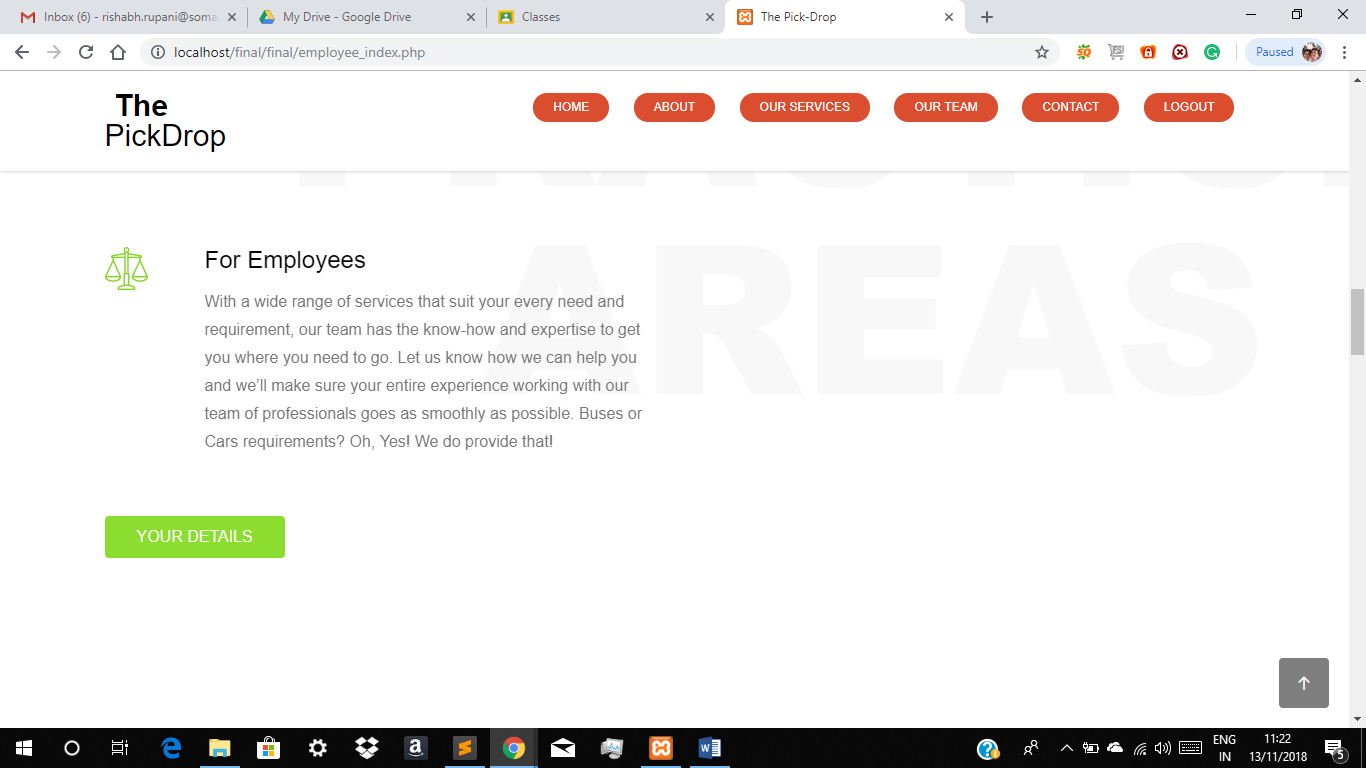 Inbox (6) - rishabh.rupani@soma
My Drive - Google Drive
Classes
The Pick-Drop
localhost/final/final/employee_index.php
Paused
The
PickDrop
HOME
ABOUT
OUR SERVICES
OUR TEAM
CONTACT
LOGOUT
AREAS
For Employees
With a wide range of services that suit your every need and
requirement, our team has the know-how and expertise to get
you where you need to go. Let us know how we can help you
and we’ll make sure your entire experience working with our
team of professionals goes as smoothly as possible. Buses or
Cars requirements? Oh, Yes! We do provide that!
YOUR DETAILS
ENG
IN
11:22
13/11/2018
5